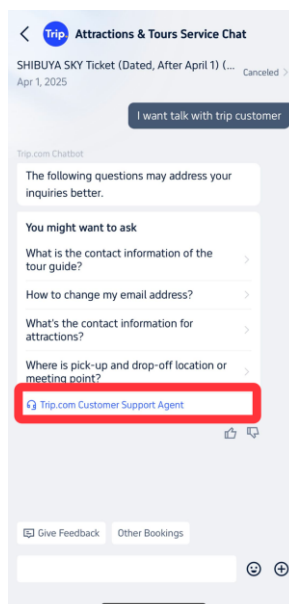 Trip. Attractions & Tours Service Chat
SHIBUYA SKY Ticket (Dated, After April 1) (... Canceled
Apr 1, 2025
I want talk with trip customer
Trip.com Chatbot
The following questions may address your
inquiries better.
You might want to ask
What is the contact information of the
tour guide?
How to change my email address?
What's the contact information for
attractions?
Where is pick-up and drop-off location or
meeting point?
Trip.com Customer Support Agent
Give Feedback Other Bookings